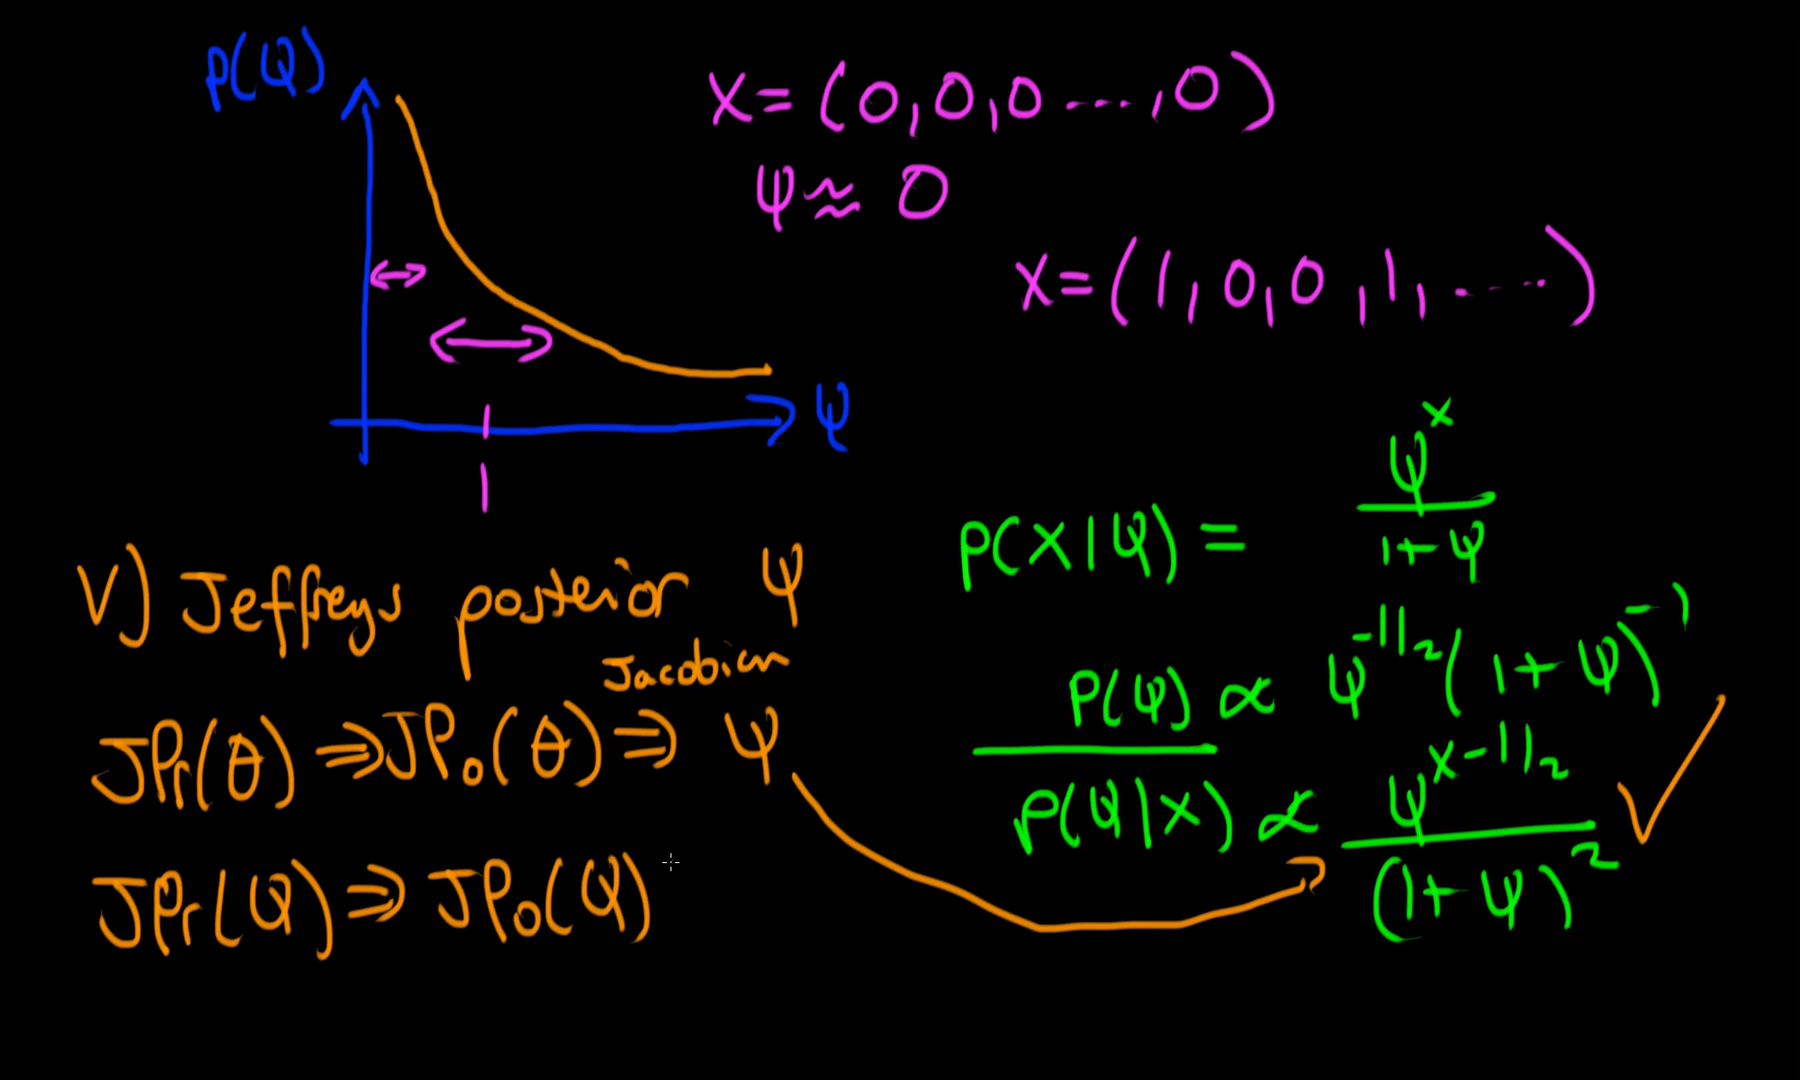 P(Ψ)
X = (0, 0, 0 ...., 0)
Ψ ≈ 0
X = (1, 0, 0, 1, .....)
Ψ
1
P(X|Ψ) = Ψ^X / (1 + Ψ)
V) Jeffreys posterior Ψ
P(Ψ) ∝ Ψ^(-1/2) (1 + Ψ)^(-1)
Jacobian
JPr(θ) ⇒ JPo(θ) ⇒ Ψ
P(Ψ|X) ∝ Ψ^(X-1/2) / (1 + Ψ)^2 ✓
JPr(Ψ) ⇒ JPo(Ψ)